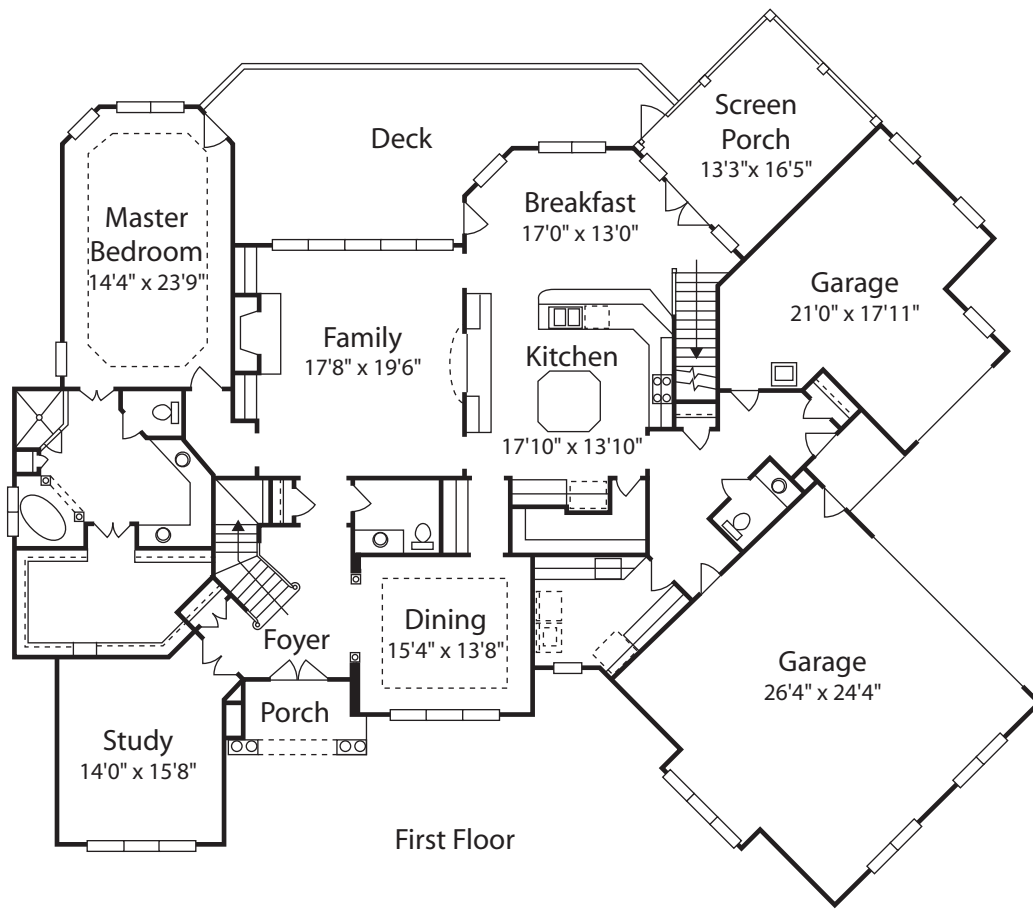 Deck
Screen
Porch
13'3"x 16'5"
Master
Bedroom
14'4" x 23'9"
Breakfast
17'0" x 13'0"
Garage
21'0" x 17'11"
Family
17'8" x 19'6"
Kitchen
17'10" x 13'10"
Dining
15'4" x 13'8"
Foyer
Porch
Garage
26'4" x 24'4"
Study
14'0" x 15'8"
First Floor